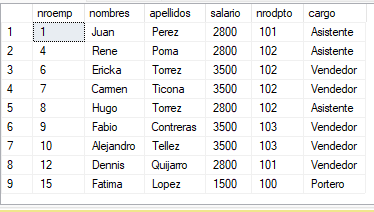 nroemp nombres apellidos salario nrodpto cargo
1 1 Juan Perez 2800 101 Asistente
2 4 Rene Poma 2800 102 Asistente
3 6 Ericka Torrez 3500 102 Vendedor
4 7 Carmen Ticona 3500 102 Vendedor
5 8 Hugo Torrez 2800 102 Asistente
6 9 Fabio Contreras 3500 103 Vendedor
7 10 Alejandro Tellez 3500 103 Vendedor
8 12 Dennis Quijarro 2800 101 Vendedor
9 15 Fatima Lopez 1500 100 Portero